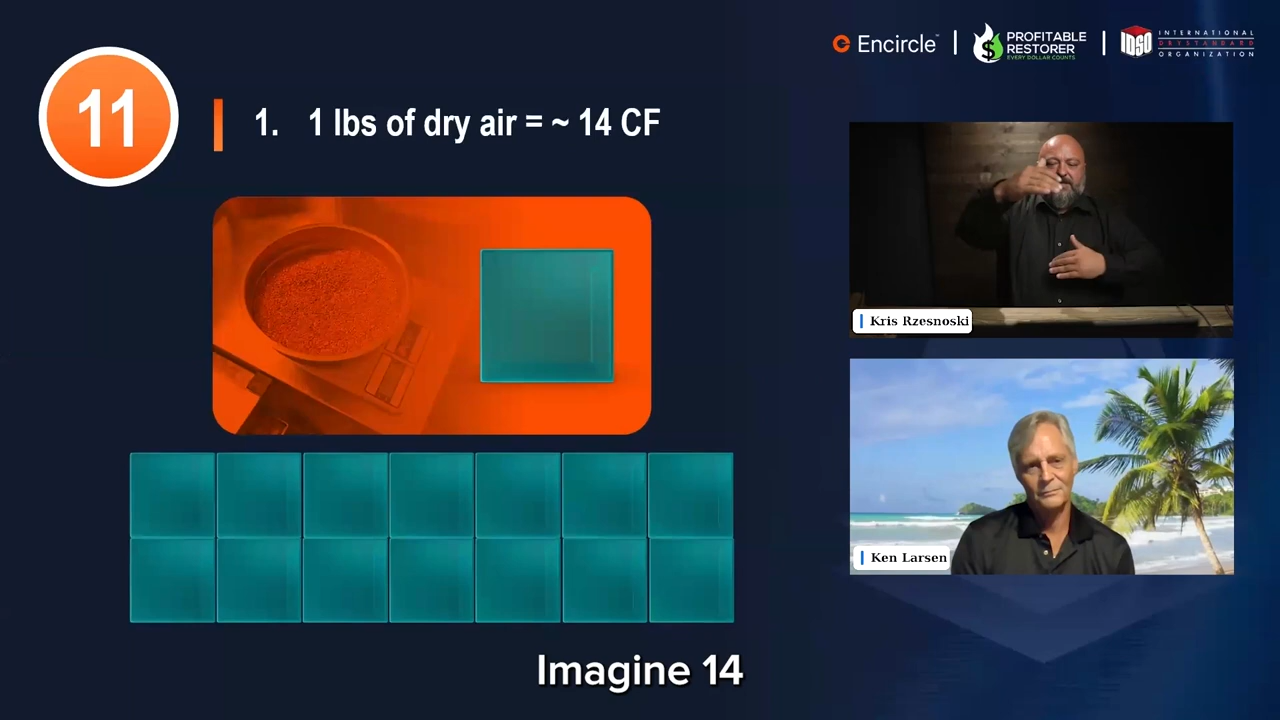 11
1. 1 lbs of dry air = ~ 14 CF
Encircle
PROFITABLE
RESTORER
EVERY DOLLAR COUNTS
$
IDSO
INTERNATIONAL
DRYSTANDARD
ORGANIZATION
Kris Rzesnoski
Ken Larsen
Imagine 14